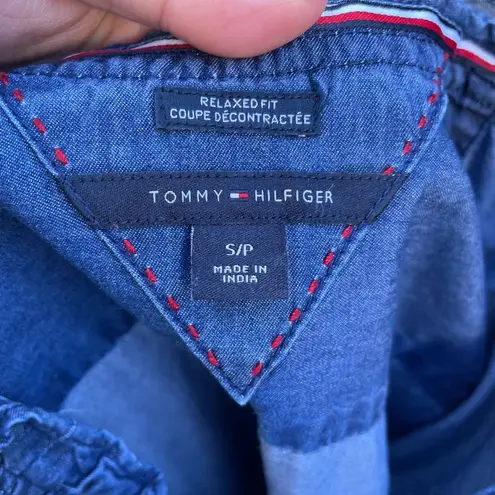 RELAXED FIT
COUPE DÉCONTRACTÉE
TOMMY HILFIGER
S/P
MADE IN
INDIA